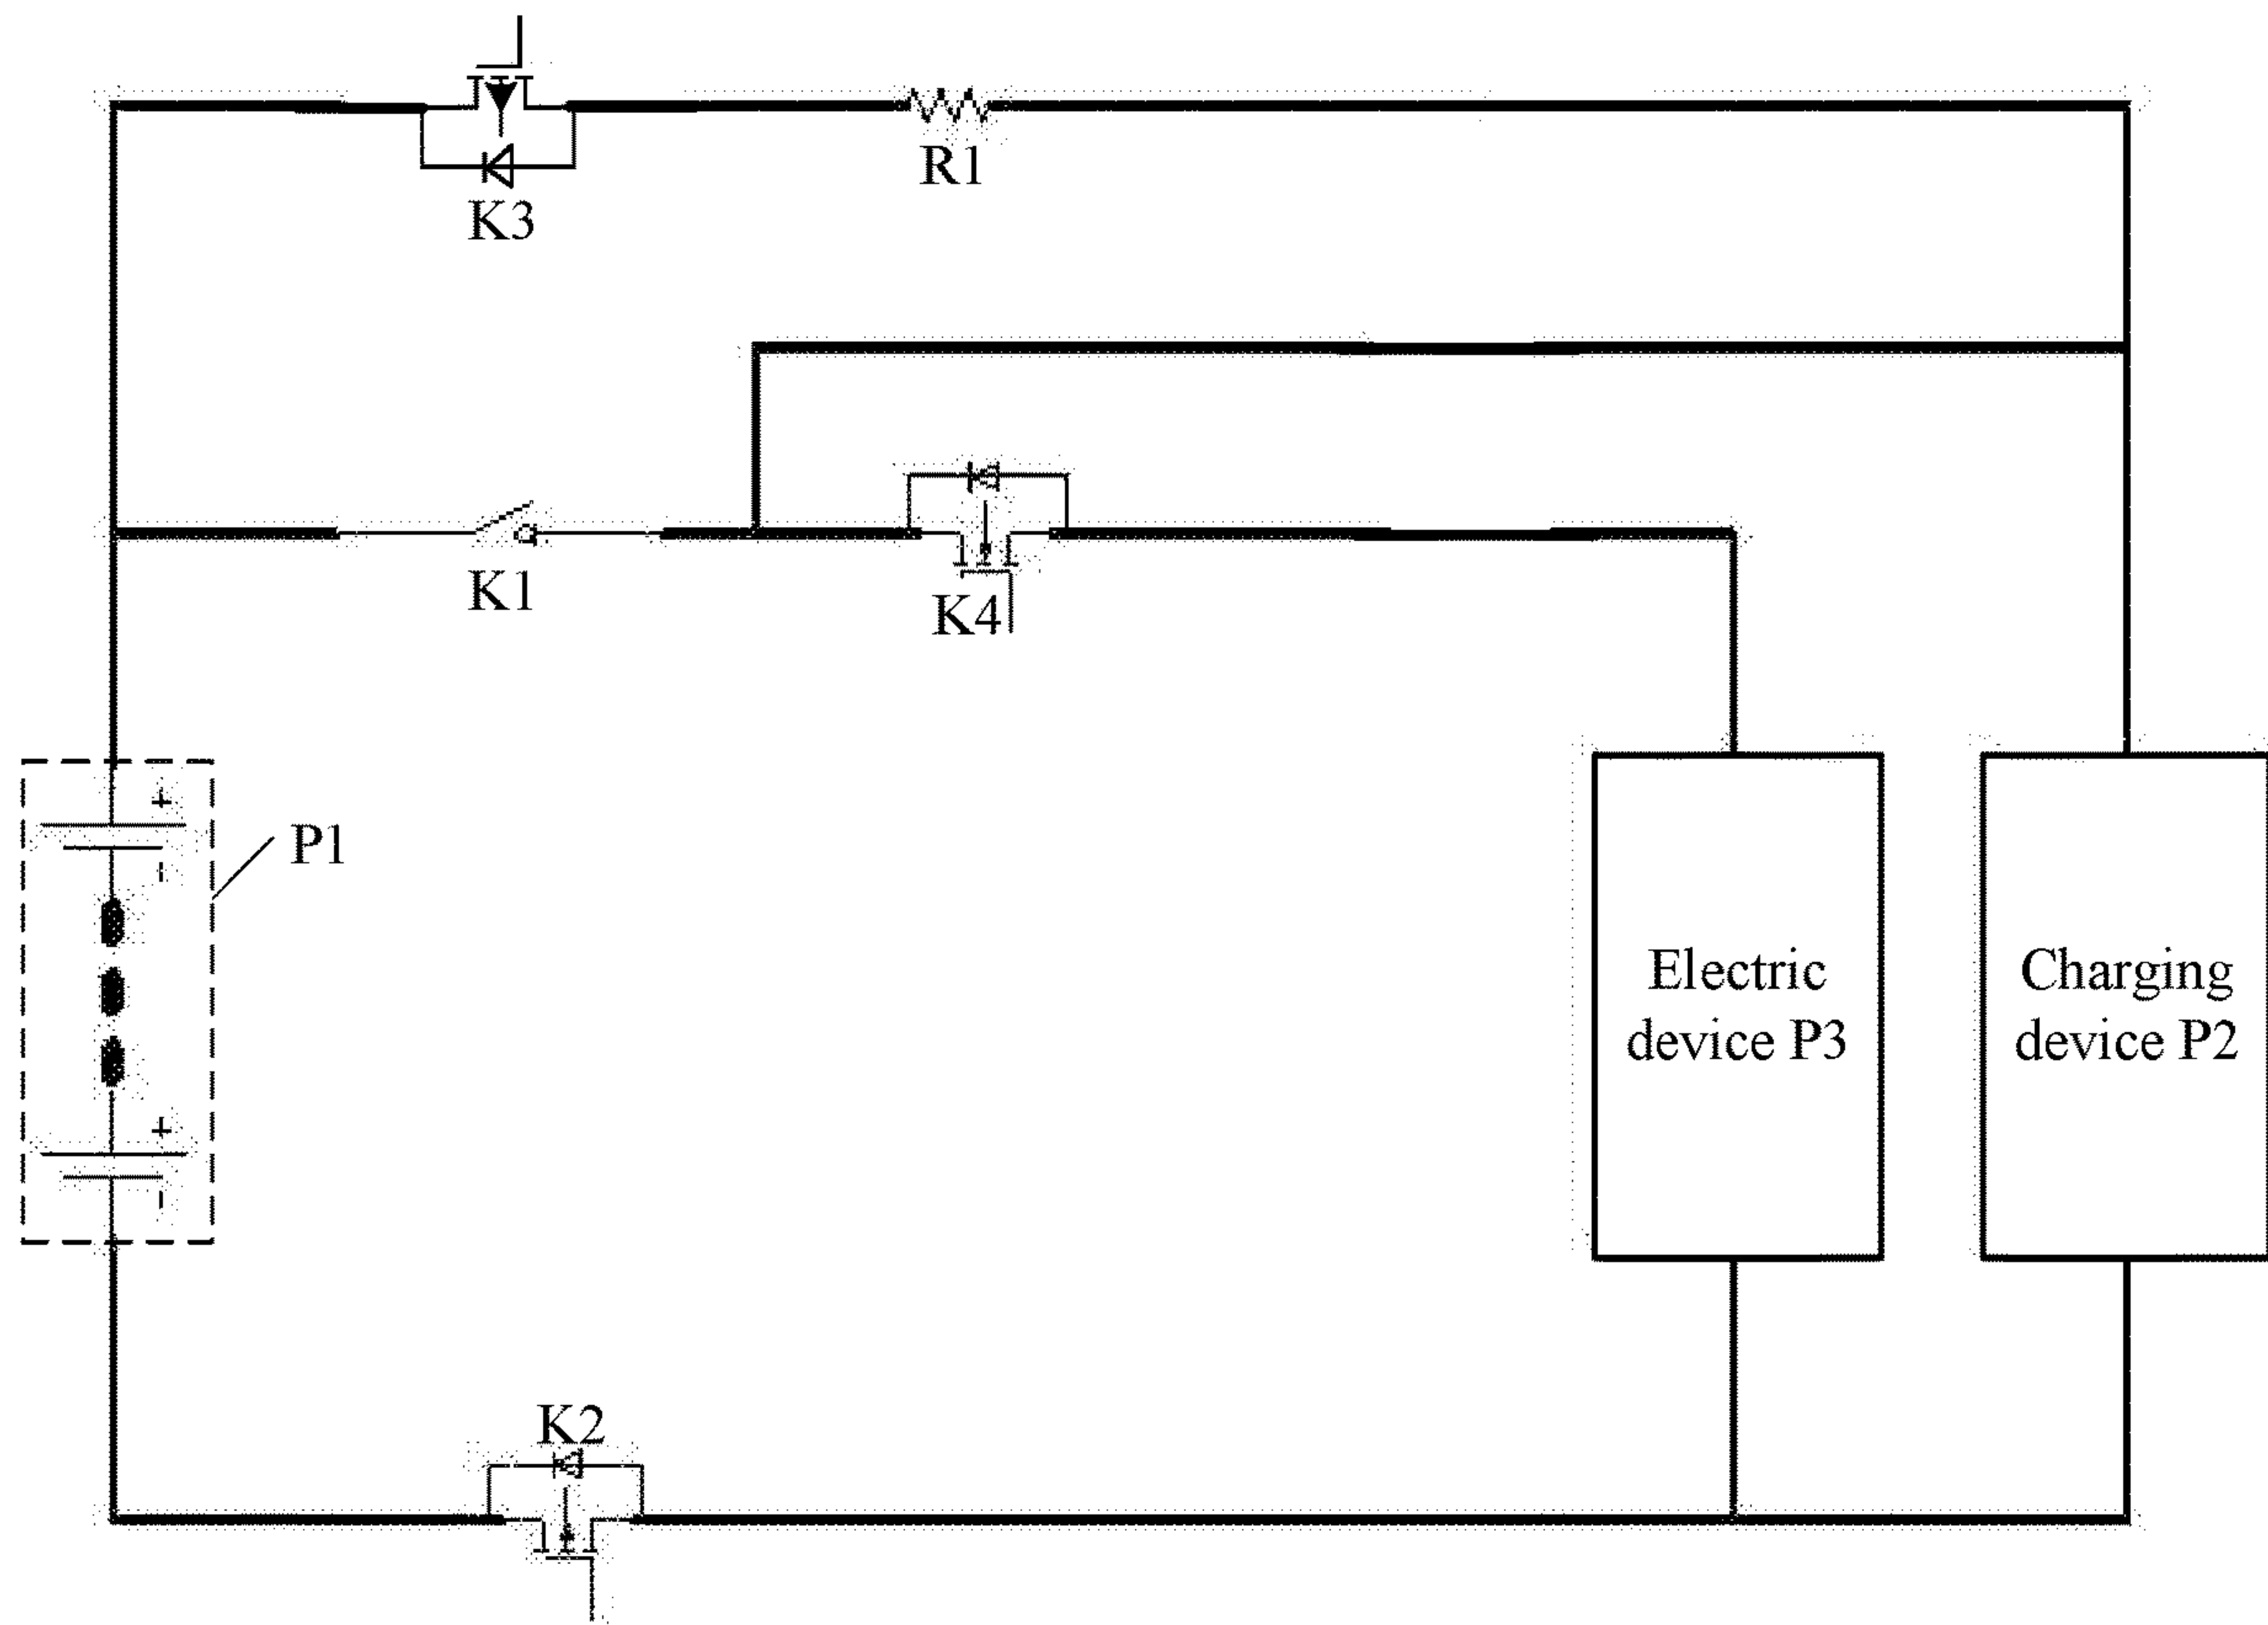 R1
K3
K1
K4
+
-
P1
Electric
device P3
Charging
device P2
+
-
K2